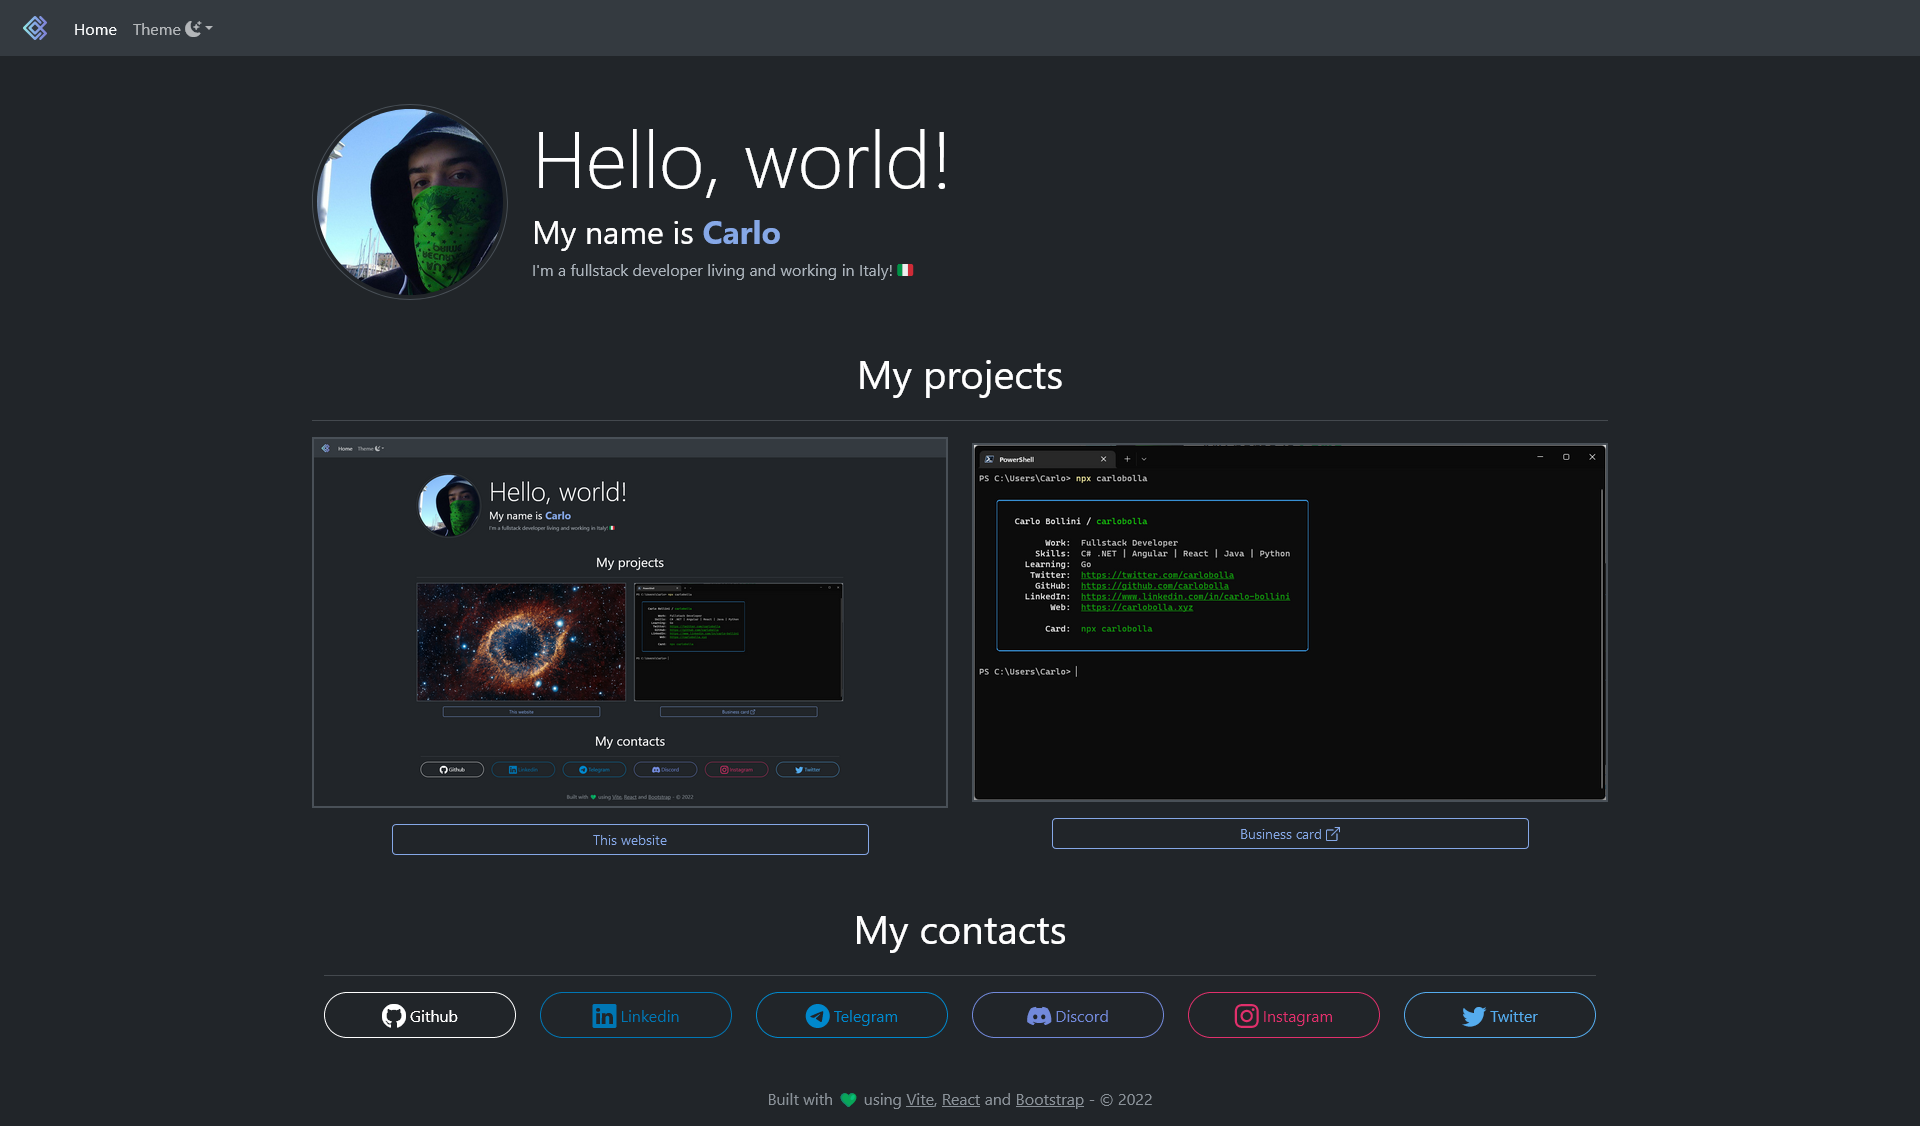 Home Theme
Hello, world!
My name is Carlo
I'm a fullstack developer living and working in Italy!
My projects
Home Theme
Hello, world!
My name is Carlo
I'm a fullstack developer living and working in Italy!
My projects
This website
Business card
My contacts
Github Linkedin Telegram Discord Instagram Twitter
Built with using Vite, React and Bootstrap - © 2022
This website
PowerShell
PS C:\Users\Carlo> npx carlobolla
Carlo Bollini / carlobolla
Work: Fullstack Developer
Skills: C# .NET | Angular | React | Java | Python
Learning: Go
Twitter: https://twitter.com/carlobolla
GitHub: https://github.com/carlobolla
LinkedIn: https://www.linkedin.com/in/carlo-bollini
Web: https://carlobolla.xyz
Card: npx carlobolla
PS C:\Users\Carlo>
Business card
My contacts
Github Linkedin Telegram Discord Instagram Twitter
Built with using Vite, React and Bootstrap - © 2022